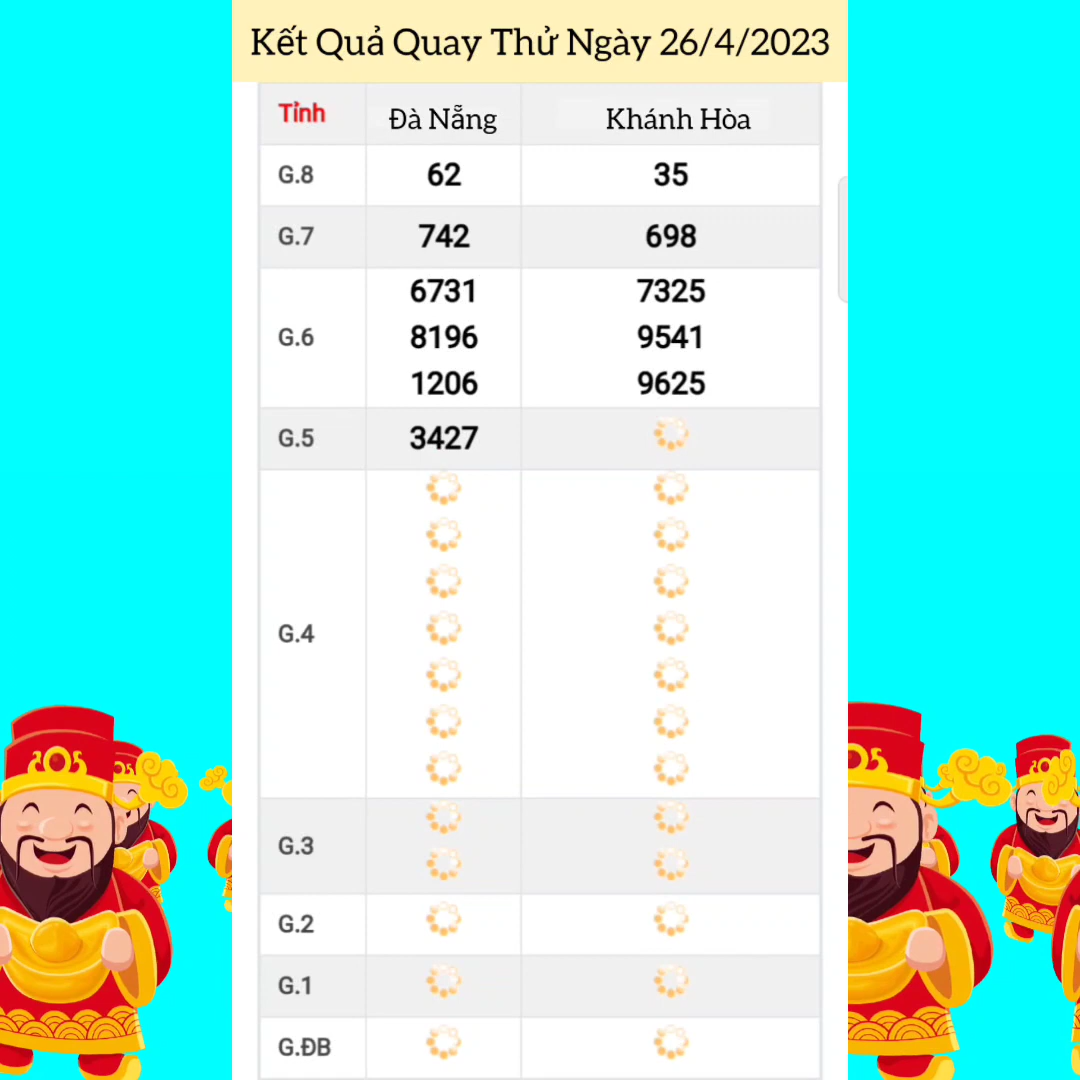 Kết Quả Quay Thử Ngày 26/4/2023
Tỉnh Đà Nẵng Khánh Hòa
G.8 62 35
G.7 742 698
G.6 6731 7325
8196 9541
1206 9625
G.5 3427
G.4
G.3
G.2
G.1
G.ĐB